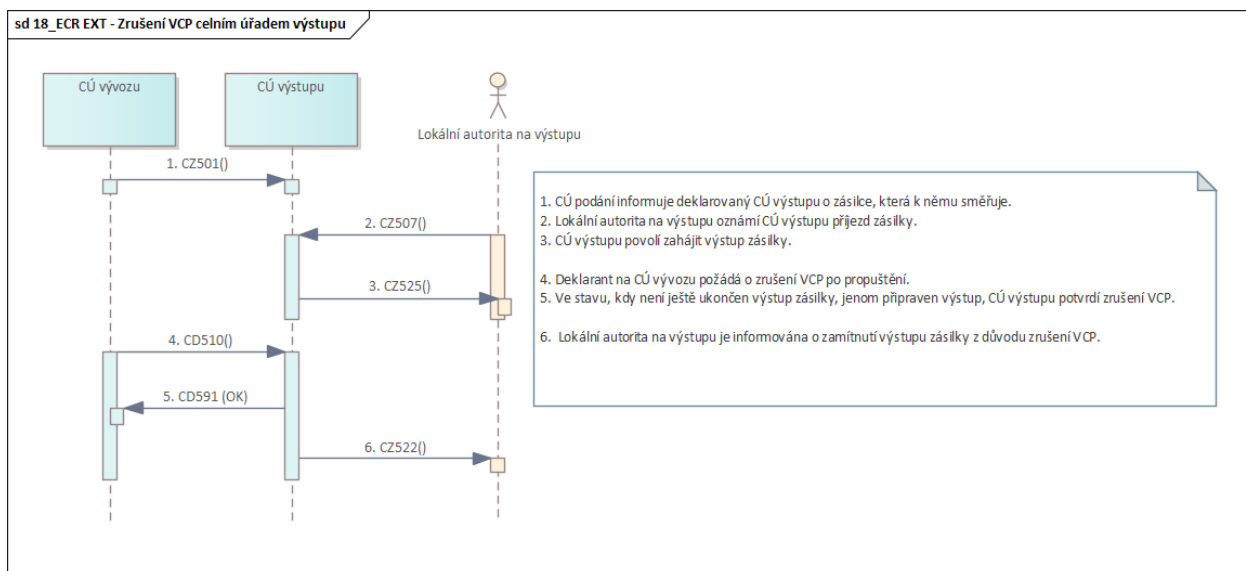 sd 18_ECR EXT - Zrušení VCP celním úřadem výstupu
CÚ vývozu
CÚ výstupu
Lokální autorita na výstupu
1. CZ501()
2. CZ507()
3. CZ525()
4. CD510()
5. CD591 (OK)
6. CZ522()
1. CÚ podání informuje deklarovaný CÚ výstupu o zásilce, která k němu směřuje.
2. Lokální autorita na výstupu oznámí CÚ výstupu příjezd zásilky.
3. CÚ výstupu povolí zahájit výstup zásilky.
4. Deklarant na CÚ vývozu požádá o zrušení VCP po propuštění.
5. Ve stavu, kdy není ještě ukončen výstup zásilky, jenom připraven výstup, CÚ výstupu potvrdí zrušení VCP.
6. Lokální autorita na výstupu je informována o zamítnutí výstupu zásilky z důvodu zrušení VCP.